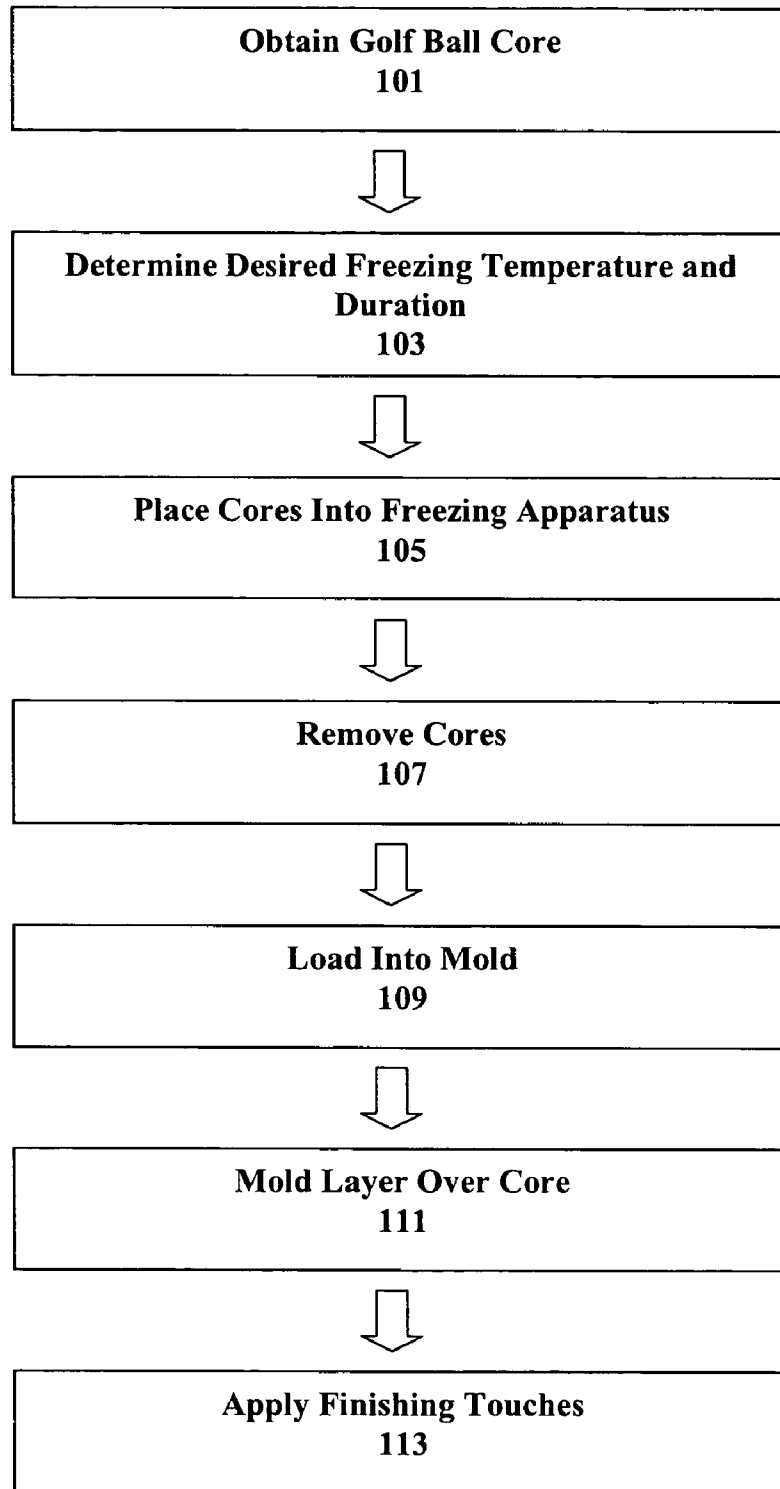 Obtain Golf Ball Core
101
Determine Desired Freezing Temperature and
Duration
103
Place Cores Into Freezing Apparatus
105
Remove Cores
107
Load Into Mold
109
Mold Layer Over Core
111
Apply Finishing Touches
113